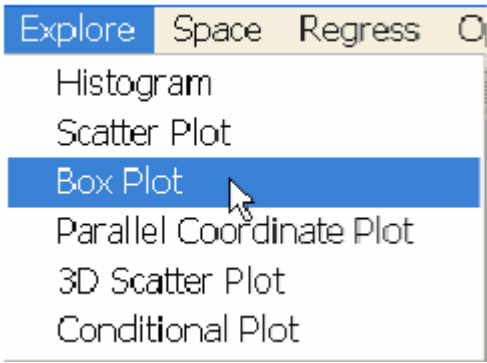 Explore Space Regress
Histogram
Scatter Plot
Box Plot
Parallel Coordinate Plot
3D Scatter Plot
Conditional Plot